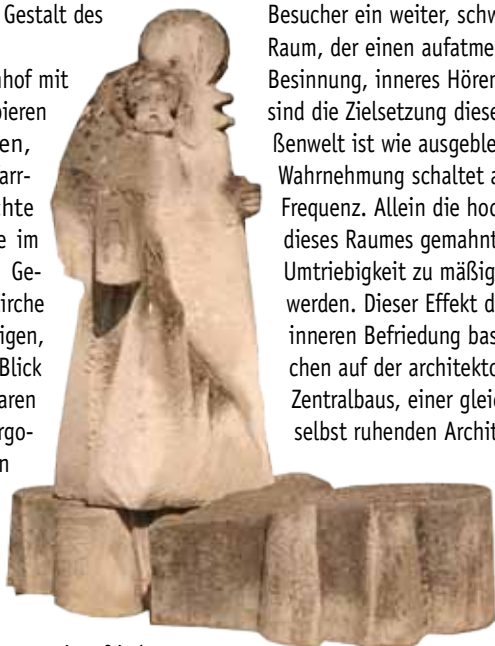 Gestalt des
nhof mit
pieren
en,
arr-
chte
e im
Ge-
irche
igen,
Blick
aren
rgo-
n
Besucher ein weiter, schw
Raum, der einen aufatme
Besinnung, inneres Hören
sind die Zielsetzung diese
ßenwelt ist wie ausgeble
Wahrnehmung schaltet a
Frequenz. Allein die hoc
dieses Raumes gemahnt
Umtriebigkeit zu mäßig
werden. Dieser Effekt d
inneren Befriedung bas
chen auf der architekto
Zentralbaus, einer gleic
selbst ruhenden Archit